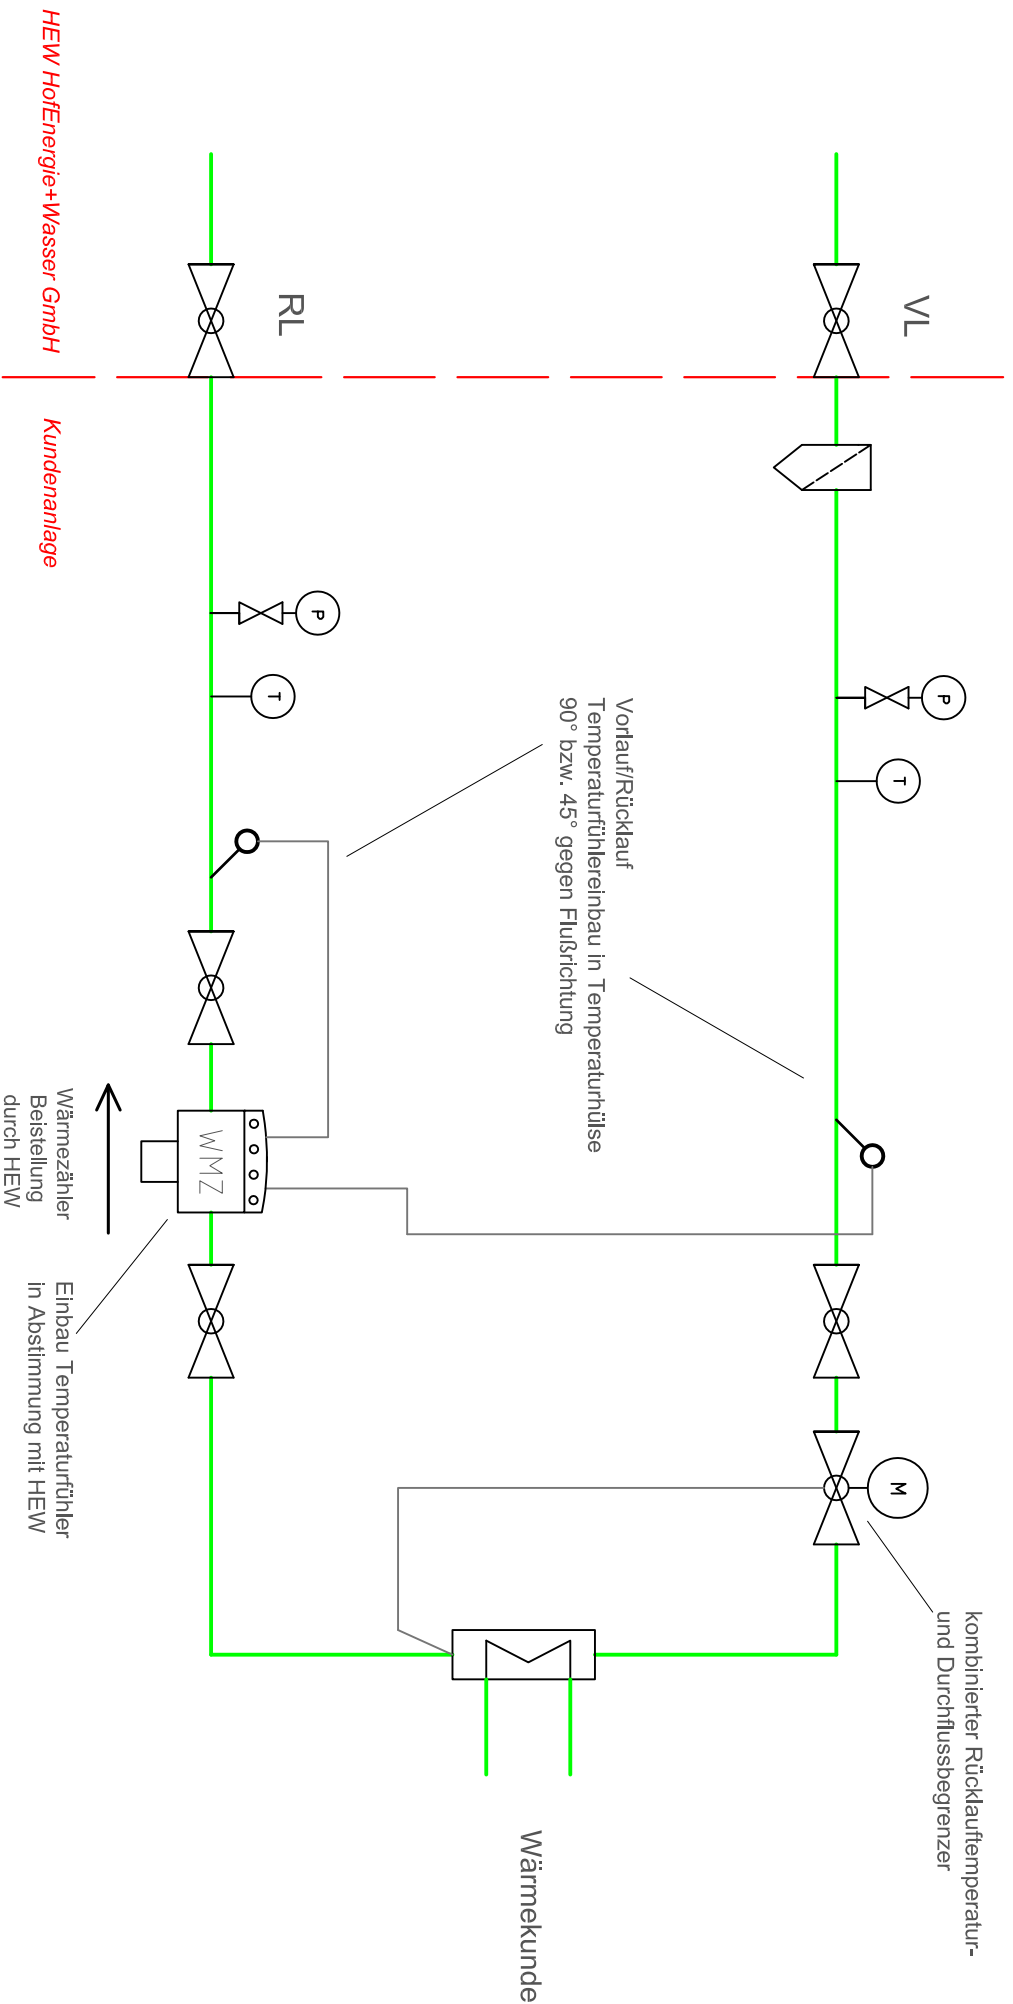 kombinierter Rücklauftemperatur-
und Durchflussbegrenzer
VL
P
T
M
Vorlauf/Rücklauf
Temperaturfühlereinbau in Temperaturhülse
90° bzw. 45° gegen Flußrichtung
Wärmekunde
RL
P
T
WMZ
Wärmezähler
Beistellung
durch HEW
Einbau Temperaturfühler
in Abstimmung mit HEW
HEW HofEnergie+Wasser GmbH
Kundenanlage